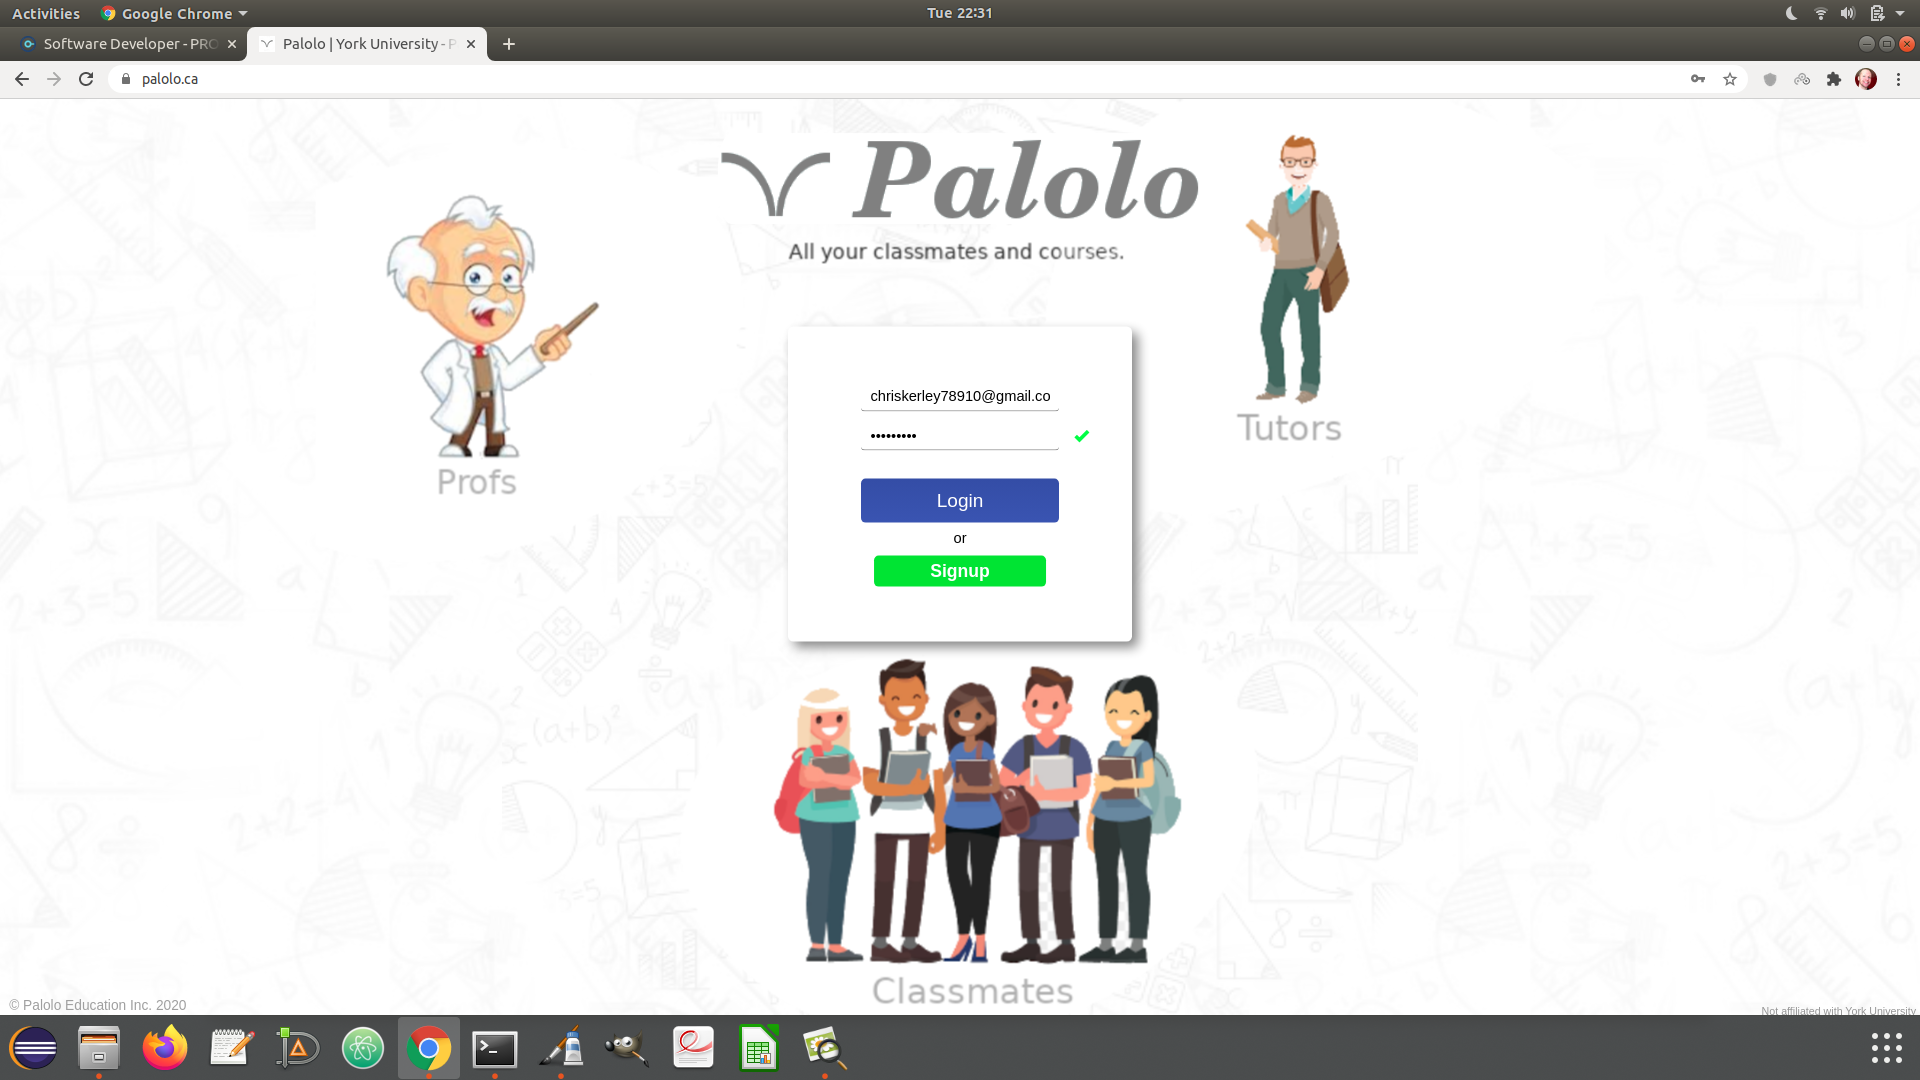 Activities
Google Chrome
Tue 22:31
Software Developer - PRO
Palolo | York University - P
palolo.ca
Palolo
All your classmates and courses.
chriskerley78910@gmail.co
•••••••••
Login
or
Signup
Profs
Tutors
Classmates
© Palolo Education Inc. 2020
Not affiliated with York University